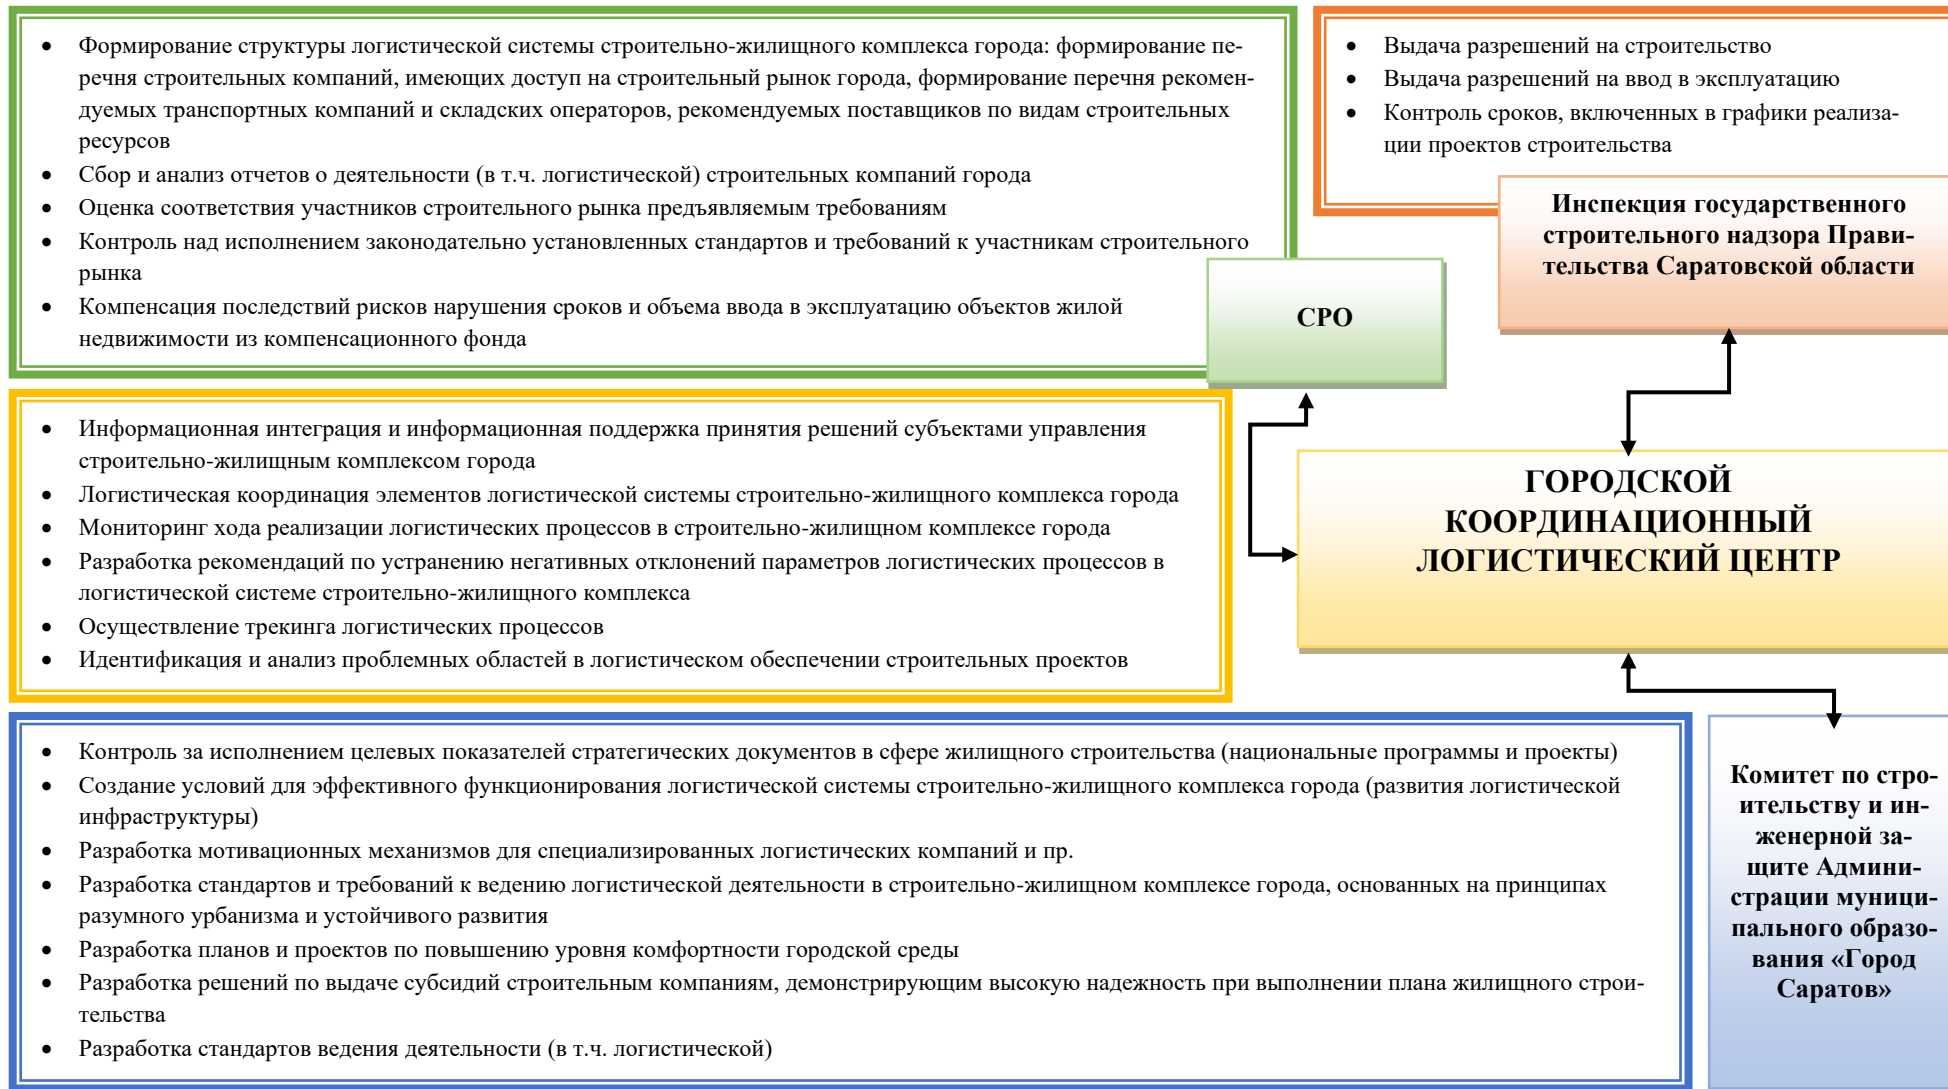 • Формирование структуры логистической системы строительно-жилищного комплекса города: формирование пе-
речня строительных компаний, имеющих доступ на строительный рынок города, формирование перечня рекомен-
дуемых транспортных компаний и складских операторов, рекомендуемых поставщиков по видам строительных
ресурсов
• Сбор и анализ отчетов о деятельности (в т.ч. логистической) строительных компаний города
• Оценка соответствия участников строительного рынка предъявляемым требованиям
• Контроль над исполнением законодательно установленных стандартов и требований к участникам строительного
рынка
• Компенсация последствий рисков нарушения сроков и объема ввода в эксплуатацию объектов жилой
недвижимости из компенсационного фонда
СРО
• Выдача разрешений на строительство
• Выдача разрешений на ввод в эксплуатацию
• Контроль сроков, включенных в графики реализа-
ции проектов строительства
Инспекция государственного
строительного надзора Прави-
тельства Саратовской области
• Информационная интеграция и информационная поддержка принятия решений субъектами управления
строительно-жилищным комплексом города
• Логистическая координация элементов логистической системы строительно-жилищного комплекса города
• Мониторинг хода реализации логистических процессов в строительно-жилищном комплексе города
• Разработка рекомендаций по устранению негативных отклонений параметров логистических процессов в
логистической системе строительно-жилищного комплекса
• Осуществление трекинга логистических процессов
• Идентификация и анализ проблемных областей в логистическом обеспечении строительных проектов
ГОРОДСКОЙ
КООРДИНАЦИОННЫЙ
ЛОГИСТИЧЕСКИЙ ЦЕНТР
• Контроль за исполнением целевых показателей стратегических документов в сфере жилищного строительства (национальные программы и проекты)
• Создание условий для эффективного функционирования логистической системы строительно-жилищного комплекса города (развития логистической
инфраструктуры)
• Разработка мотивационных механизмов для специализированных логистических компаний и пр.
• Разработка стандартов и требований к ведению логистической деятельности в строительно-жилищном комплексе города, основанных на принципах
разумного урбанизма и устойчивого развития
• Разработка планов и проектов по повышению уровня комфортности городской среды
• Разработка решений по выдаче субсидий строительным компаниям, демонстрирующим высокую надежность при выполнении плана жилищного строи-
тельства
• Разработка стандартов ведения деятельности (в т.ч. логистической)
Комитет по стро-
ительству и ин-
женерной за-
щите Админи-
страции муници-
пального образо-
вания «Город
Саратов»